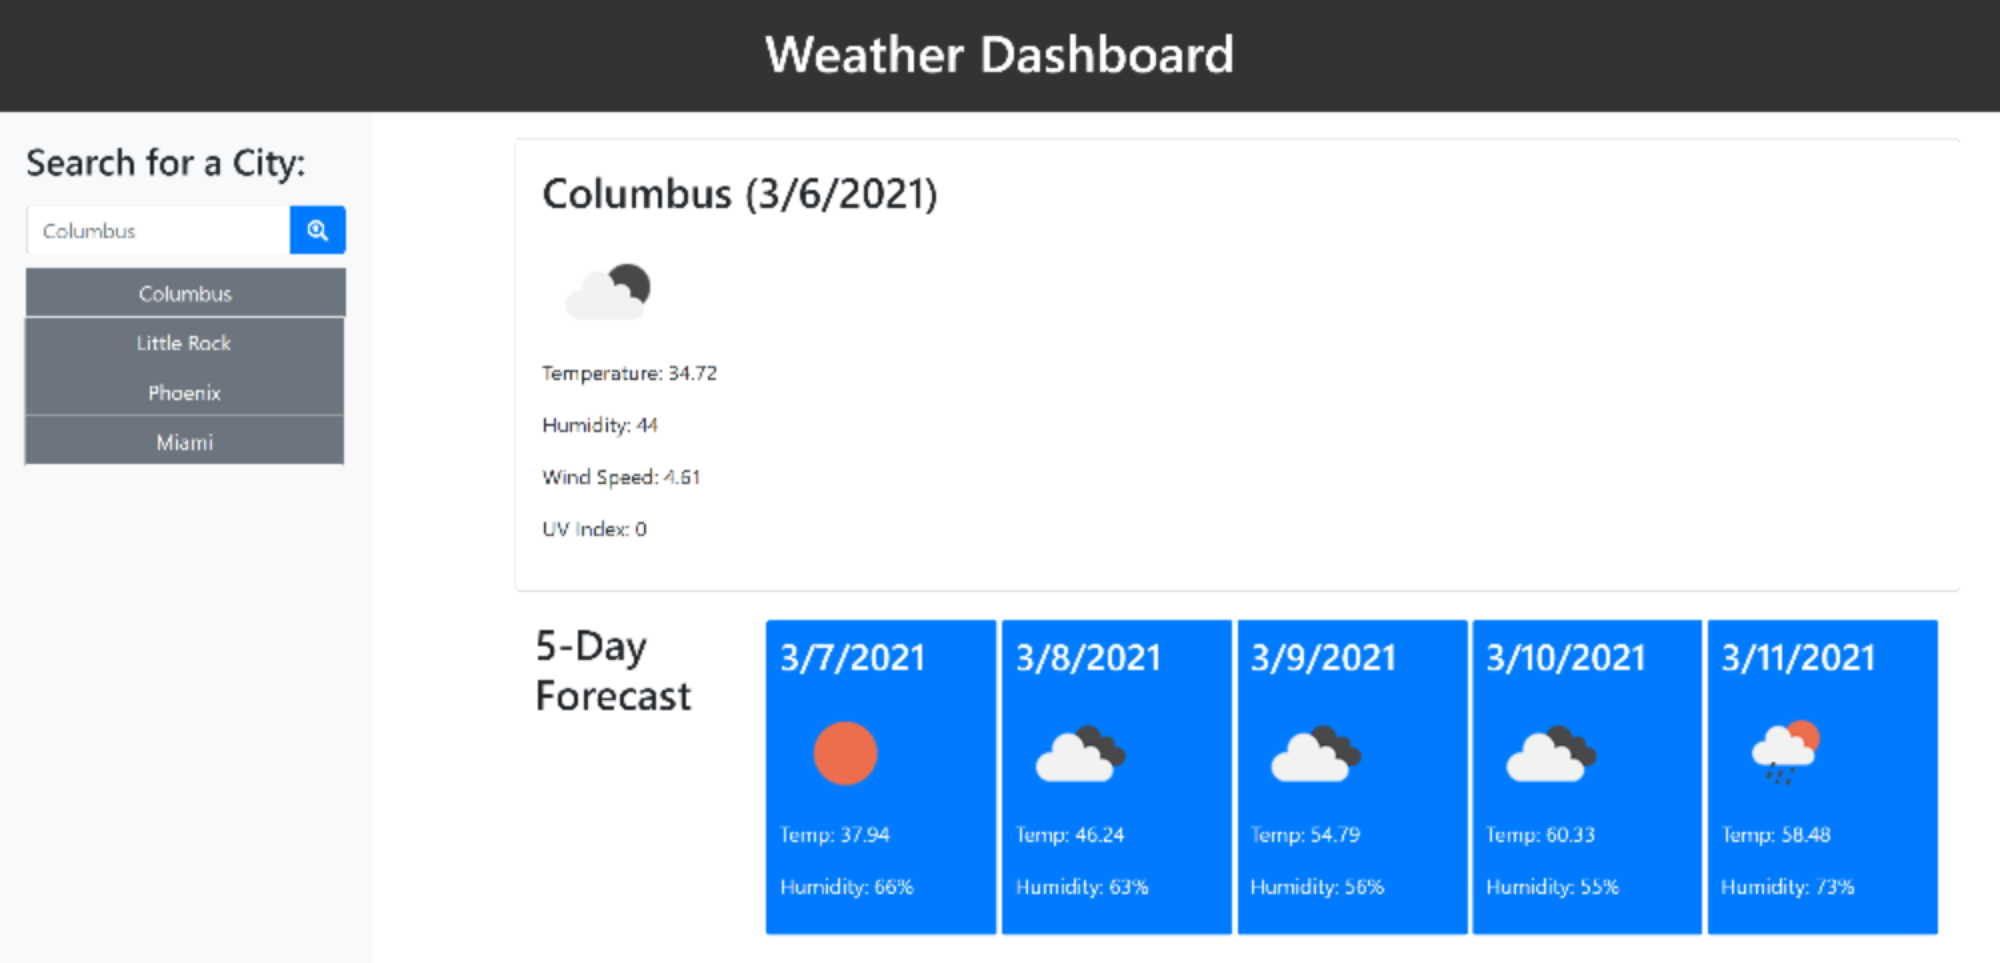 Weather Dashboard
Search for a City:
Columbus
Columbus
Little Rock
Phoenix
Miami
Columbus (3/6/2021)
Temperature: 34.72
Humidity: 44
Wind Speed: 4.61
UV Index: 0
5-Day
Forecast
3/7/2021
Temp: 37.94
Humidity: 66%
3/8/2021
Temp: 46.24
Humidity: 63%
3/9/2021
Temp: 54.79
Humidity: 56%
3/10/2021
Temp: 60.33
Humidity: 55%
3/11/2021
Temp: 58.48
Humidity: 73%